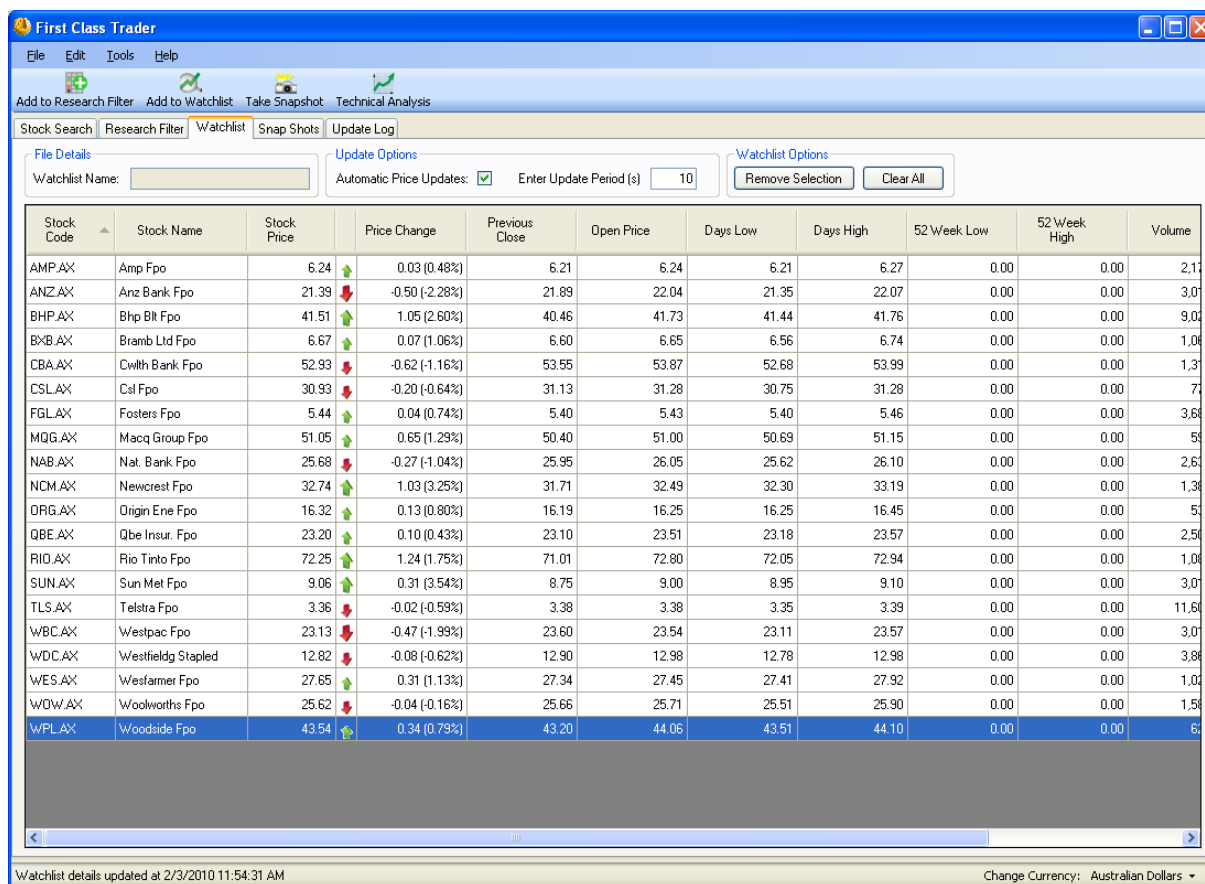 First Class Trader
File Edit Tools Help
Add to Research Filter Add to Watchlist Take Snapshot Technical Analysis
Stock Search Research Filter Watchlist Snap Shots Update Log
File Details Update Options Watchlist Options
Watchlist Name: Automatic Price Updates: Enter Update Period (s) 10 Remove Selection Clear All
Stock Code Stock Name Stock Price Price Change Previous Close Open Price Days Low Days High 52 Week Low 52 Week High Volume
AMP.AX Amp Fpo 6.24 0.03 (0.48%) 6.21 6.24 6.21 6.27 0.00 0.00
ANZ.AX Anz Bank Fpo 21.39 -0.50 (-2.28%) 21.89 22.04 21.35 22.07 0.00 0.00
BHP.AX Bhp Blt Fpo 41.51 1.05 (2.60%) 40.46 41.73 41.44 41.76 0.00 0.00
BXB.AX Bramb Ltd Fpo 6.67 0.07 (1.06%) 6.60 6.65 6.56 6.74 0.00 0.00
CBA.AX Cwlth Bank Fpo 52.93 -0.62 (-1.16%) 53.55 53.87 52.68 53.99 0.00 0.00
CSL.AX Csl Fpo 30.93 -0.20 (-0.64%) 31.13 31.28 30.75 31.28 0.00 0.00
FGL.AX Fosters Fpo 5.44 0.04 (0.74%) 5.40 5.43 5.40 5.46 0.00 0.00
MQG.AX Macq Group Fpo 51.05 0.65 (1.29%) 50.40 51.00 50.69 51.15 0.00 0.00
NAB.AX Nat. Bank Fpo 25.68 -0.27 (-1.04%) 25.95 26.05 25.62 26.10 0.00 0.00
NCM.AX Newcrest Fpo 32.74 1.03 (3.25%) 31.71 32.49 32.30 33.19 0.00 0.00
ORG.AX Origin Ene Fpo 16.32 0.13 (0.80%) 16.19 16.25 16.25 16.45 0.00 0.00
QBE.AX Qbe Insur. Fpo 23.20 0.10 (0.43%) 23.10 23.51 23.18 23.57 0.00 0.00
RIO.AX Rio Tinto Fpo 72.25 1.24 (1.75%) 71.01 72.80 72.05 72.94 0.00 0.00
SUN.AX Sun Met Fpo 9.06 0.31 (3.54%) 8.75 9.00 8.95 9.10 0.00 0.00
TLS.AX Telstra Fpo 3.36 -0.02 (-0.59%) 3.38 3.38 3.35 3.39 0.00 0.00
WBC.AX Westpac Fpo 23.13 -0.47 (-1.99%) 23.60 23.54 23.11 23.57 0.00 0.00
WDC.AX Westfieldg Stapled 12.82 -0.08 (-0.62%) 12.90 12.98 12.78 12.98 0.00 0.00
WES.AX Wesfarmer Fpo 27.65 0.31 (1.13%) 27.34 27.45 27.41 27.92 0.00 0.00
WOW.AX Woolworths Fpo 25.62 -0.04 (-0.16%) 25.66 25.71 25.51 25.90 0.00 0.00
WPL.AX Woodside Fpo 43.54 0.34 (0.79%) 43.20 44.06 43.51 44.10 0.00 0.00
Watchlist details updated at 2/3/2010 11:54:31 AM Change Currency: Australian Dollars